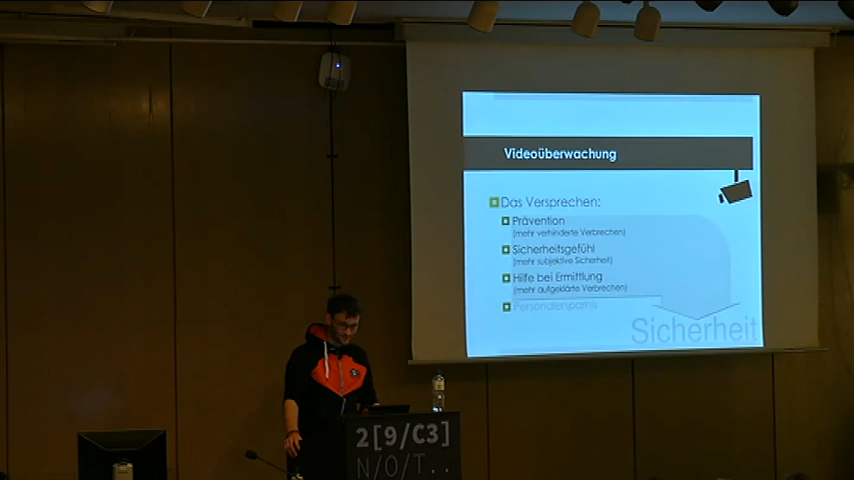 Videoüberwachung
Das Versprechen:
Prävention
(mehr verhinderte Verbrechen)
Sicherheitsgefühl
(mehr subjektive Sicherheit)
Hilfe bei Ermittlung
(mehr aufgeklärte Verbrechen)
Personalersparnis
Sicherheit
2[9/C3]
N/O/T..